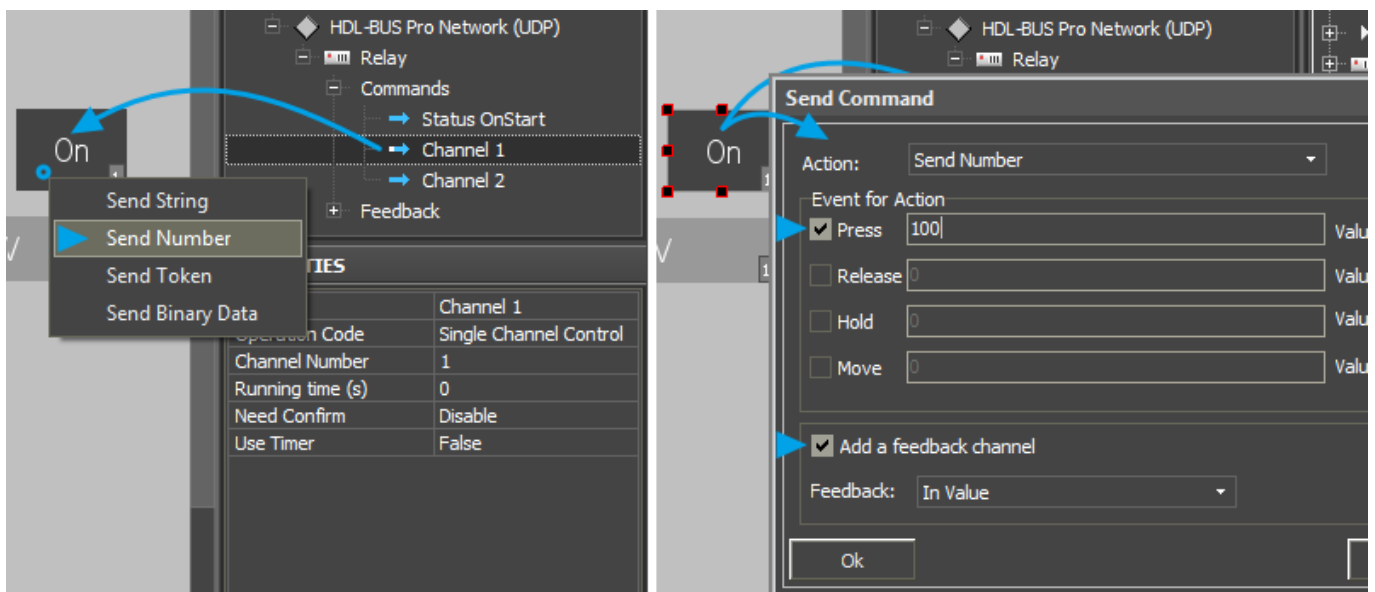 HDL-BUS Pro Network (UDP)
Relay
Commands
Status OnStart
Channel 1
Channel 2
Feedback
On
1
Send String
Send Number
Send Token
Send Binary Data
TIES
Channel 1
Operation Code Single Channel Control
Channel Number 1
Running time (s) 0
Need Confirm Disable
Use Timer False
HDL-BUS Pro Network (UDP)
Relay
On
1
V
1
Send Command
Action: Send Number
Event for Action
Press 100 Valu
Release 0 Valu
Hold 0 Valu
Move 0 Valu
Add a feedback channel
Feedback: In Value
Ok